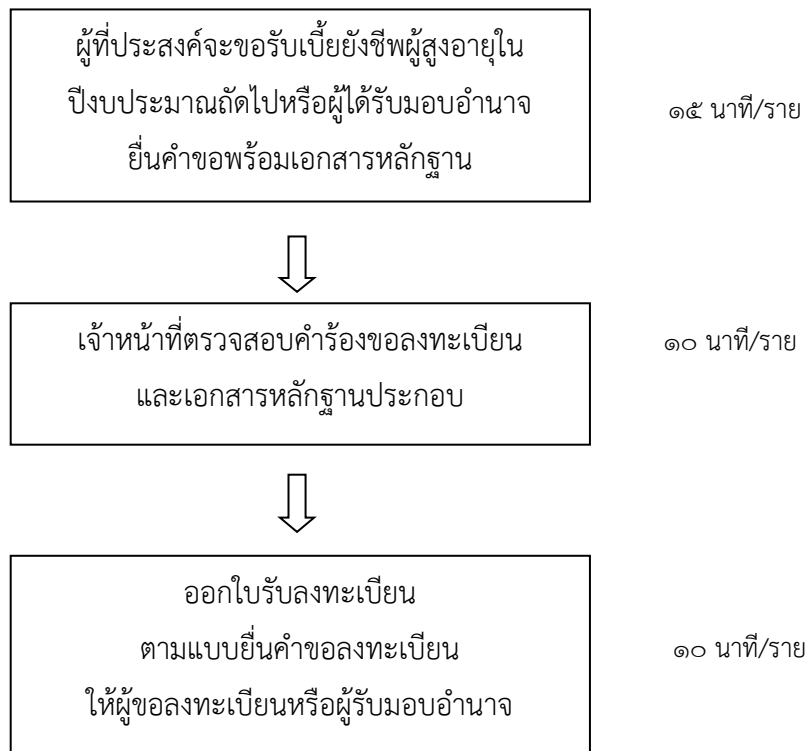 ผู้ที่ประสงค์จะขอรับเบี้ยยังชีพผู้สูงอายุใน
ปีงบประมาณถัดไปหรือผู้ได้รับมอบอำนาจ
ยื่นคำขอพร้อมเอกสารหลักฐาน
๑๕ นาที/ราย
เจ้าหน้าที่ตรวจสอบคำร้องขอลงทะเบียน
และเอกสารหลักฐานประกอบ
๑๐ นาที/ราย
ออกใบรับลงทะเบียน
ตามแบบยื่นคำขอลงทะเบียน
ให้ผู้ขอลงทะเบียนหรือผู้รับมอบอำนาจ
๑๐ นาที/ราย